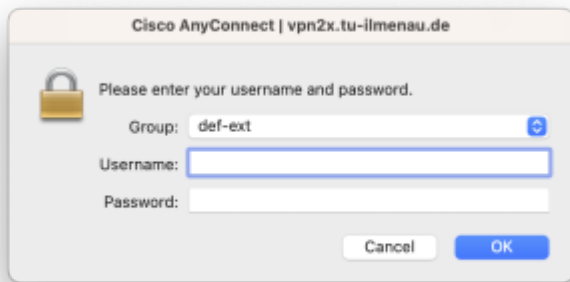 Cisco AnyConnect | vpn2x.tu-ilmenau.de
Please enter your username and password.
Group: def-ext
Username:
Password:
Cancel OK